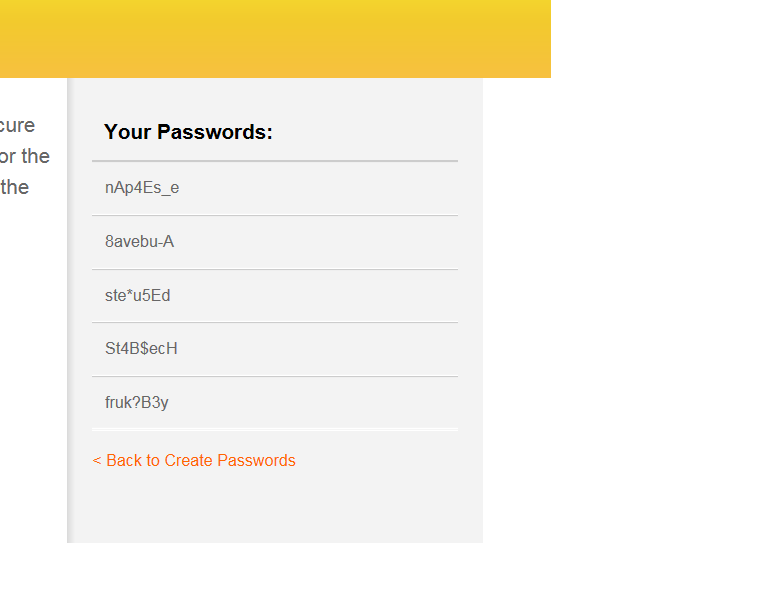 cure
or the
the
Your Passwords:
nAp4Es_e
8avebu-A
ste*u5Ed
St4B$ecH
fruk?B3y
< Back to Create Passwords